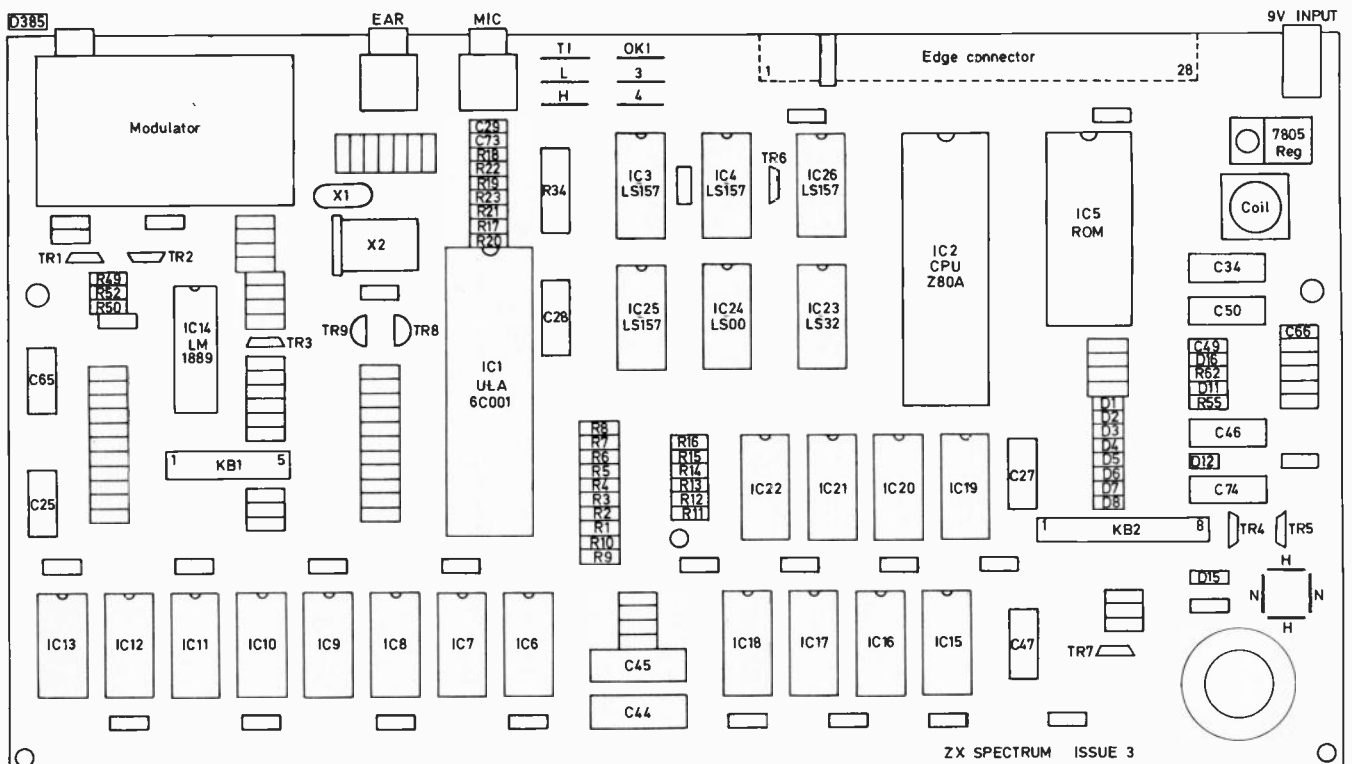 D385
EAR
MIC
9V INPUT
TI
OKI
L
3
H
4
1
Edge connector
28
Modulator
7805
Reg
Coil
C29
C73
R18
R22
R19
R23
R21
R17
R20
R34
IC3
LS157
IC4
LS157
TR6
IC26
LS157
IC2
CPU
Z80A
IC5
ROM
X1
X2
TR1
TR2
R49
R52
R50
IC14
LM
1889
TR3
TR9
TR8
IC1
ULA
6C001
C28
IC25
LS157
IC24
LS00
IC23
LS32
C34
C50
C66
C49
D16
R62
D11
R55
C46
D12
C74
C65
C25
1
KB1
5
R8
R7
R6
R5
R4
R3
R2
R1
R10
R9
R16
R15
R14
R13
R12
R11
IC22
IC21
IC20
IC19
C27
D1
D2
D3
D4
D5
D6
D7
D8
1
KB2
8
TR4
TR5
D15
H
N
N
H
IC13
IC12
IC11
IC10
IC9
IC8
IC7
IC6
C45
C44
IC18
IC17
IC16
IC15
C47
TR7
ZX SPECTRUM ISSUE 3